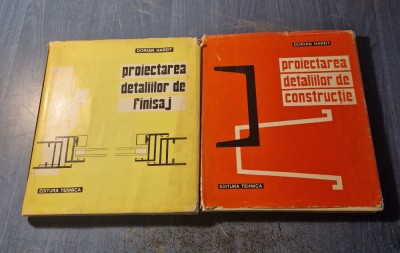 DORIAN HARDT
proiectarea
detaliilor de
finisaj
EDITURA TEHNICA
DORIAN HARDT
proiectarea
detaliilor de
constructie
EDITURA TEHNICA